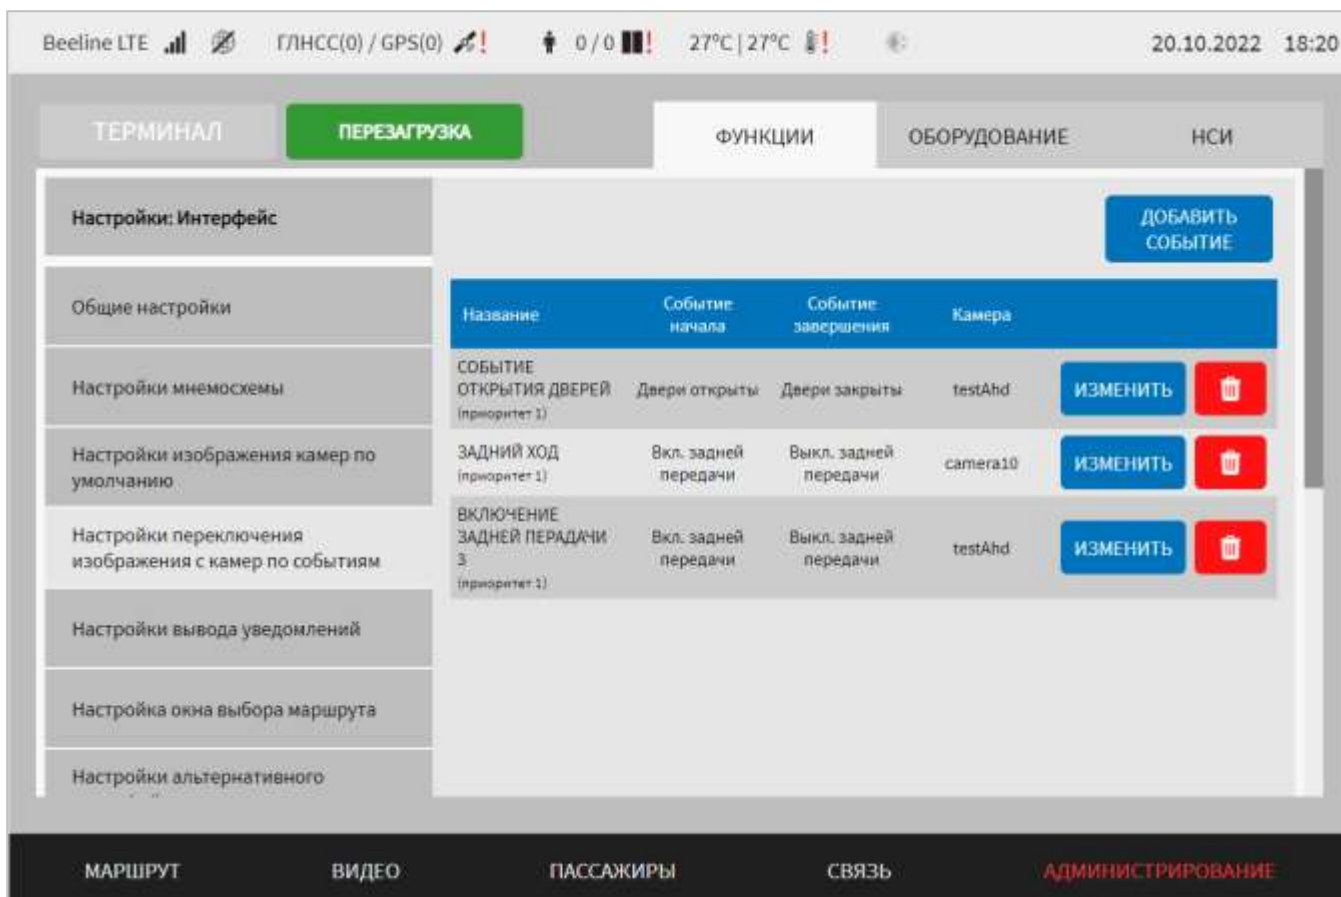 Beeline LTE ГЛНСС(0) / GPS(0) ! 0 / 0 ! 27°C | 27°C ! 20.10.2022 18:20
ТЕРМИНАЛ ПЕРЕЗАГРУЗКА ФУНКЦИИ ОБОРУДОВАНИЕ НСИ
Настройки: Интерфейс
Общие настройки
Настройки мнемосхемы
Настройки изображения камер по
умолчанию
Настройки переключения
изображения с камер по событиям
Настройки вывода уведомлений
Настройка окна выбора маршрута
Настройки альтернативного
ДОБАВИТЬ
СОБЫТИЕ
Название Событие начала Событие завершения Камера
СОБЫТИЕ
ОТКРЫТИЯ ДВЕРЕЙ Двери открыты Двери закрыты testAhd ИЗМЕНИТЬ
(приоритет 1)
ЗАДНИЙ ХОД Вкл. задней передачи Выкл. задней передачи camera10 ИЗМЕНИТЬ
(приоритет 1)
ВКЛЮЧЕНИЕ
ЗАДНЕЙ ПЕРАДАЧИ Вкл. задней передачи Выкл. задней передачи testAhd ИЗМЕНИТЬ
3
(приоритет 1)
МАРШРУТ ВИДЕО ПАССАЖИРЫ СВЯЗЬ АДМИНИСТРИРОВАНИЕ